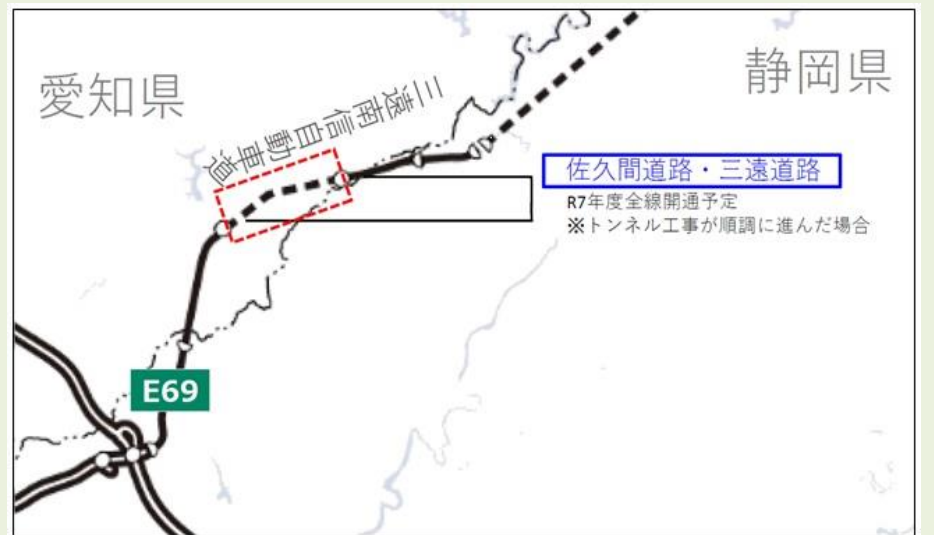 愛知県
静岡県
三遠南信自動車道
佐久間道路・三遠道路
R7年度全線開通予定
※トンネル工事が順調に進んだ場合
E69